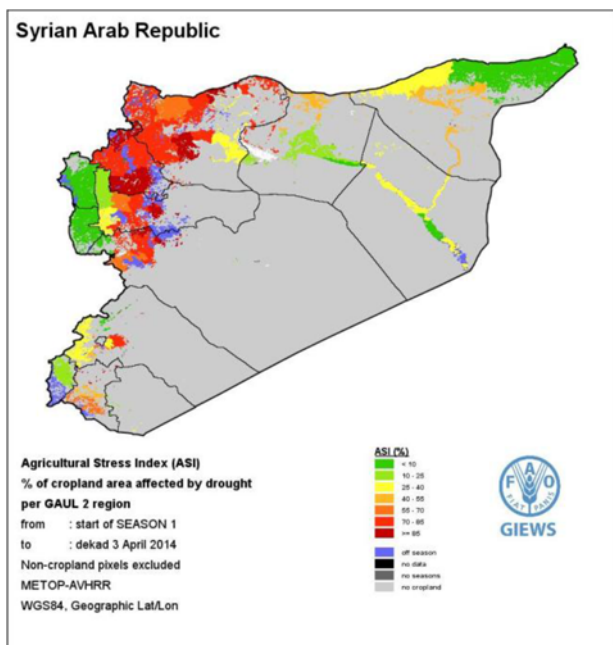 Syrian Arab Republic
Agricultural Stress Index (ASI)
% of cropland area affected by drought
per GAUL 2 region
from : start of SEASON 1
to : dekad 3 April 2014
Non-cropland pixels excluded
METOP-AVHRR
WGS84, Geographic Lat/Lon
ASI (%)
< 10
10 - 25
25 - 40
40 - 55
55 - 70
70 - 85
>= 85
off season
no data
no seasons
no cropland
F A O
FIAT PANIS
GIEWS